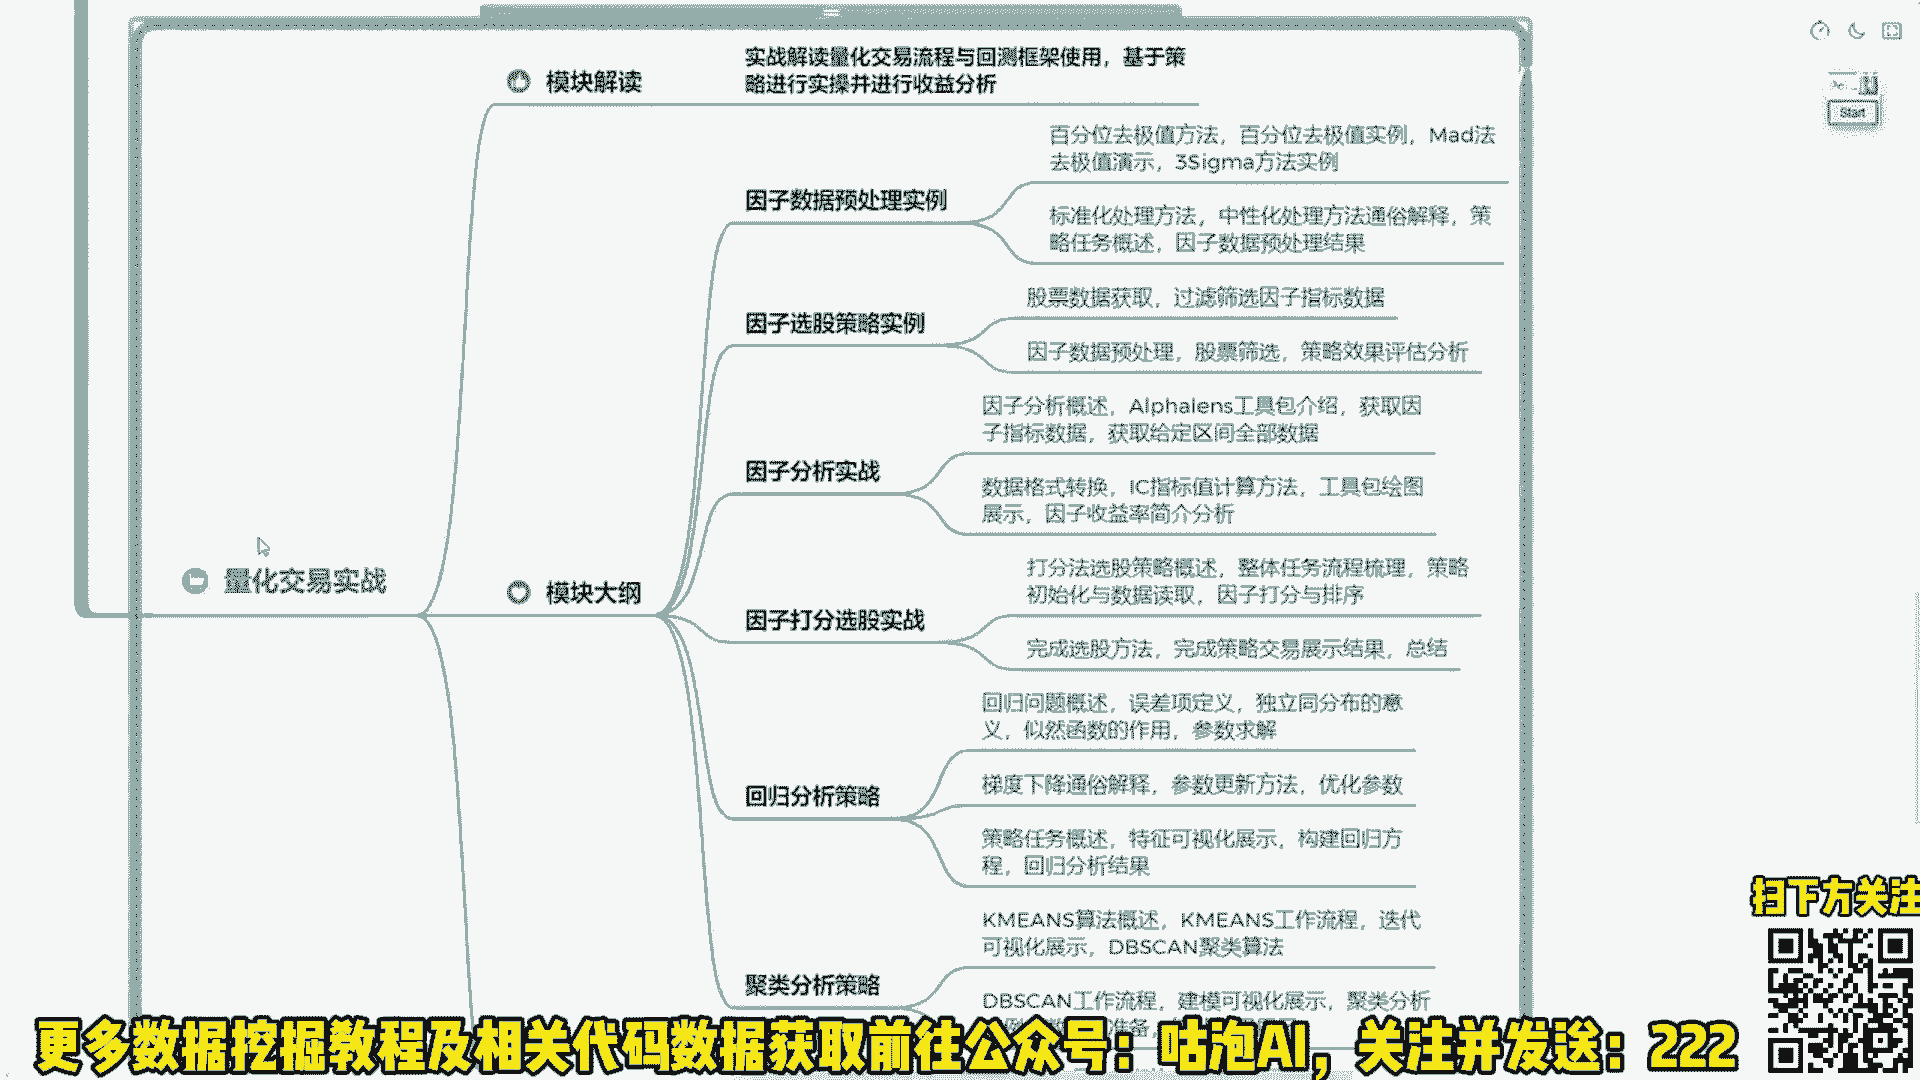 模块解读
实战解读量化交易流程与回测框架使用，基于策
略进行实操并进行收益分析
百分位去极值方法，百分位去极值实例，Mad法
去极值演示，3Sigma方法实例
因子数据预处理实例
标准化处理方法，中性化处理方法通俗解释，策
略任务概述，因子数据预处理结果
股票数据获取，过滤筛选因子指标数据
因子选股策略实例
因子数据预处理，股票筛选，策略效果评估分析
因子分析概述，Alphalens工具包介绍，获取因
子指标数据，获取给定区间全部数据
因子分析实战
数据格式转换，IC指标值计算方法，工具包绘图
展示，因子收益率简介分析
量化交易实战
模块大纲
打分法选股策略概述，整体任务流程梳理，策略
初始化与数据读取，因子打分与排序
因子打分选股实战
完成选股方法，完成策略交易展示结果，总结
回归问题概述，误差项定义，独立同分布的意
义，似然函数的作用，参数求解
回归分析策略
梯度下降通俗解释，参数更新方法，优化参数
策略任务概述，特征可视化展示，构建回归方
程，回归分析结果
KMEANS算法概述，KMEANS工作流程，迭代
可视化展示，DBSCAN聚类算法
聚类分析策略
DBSCAN工作流程，建模可视化展示，聚类分析
Start
扫下方关注
更多数据挖掘教程及相关代码数据获取前往公众号：咕泡AI，关注并发送：222